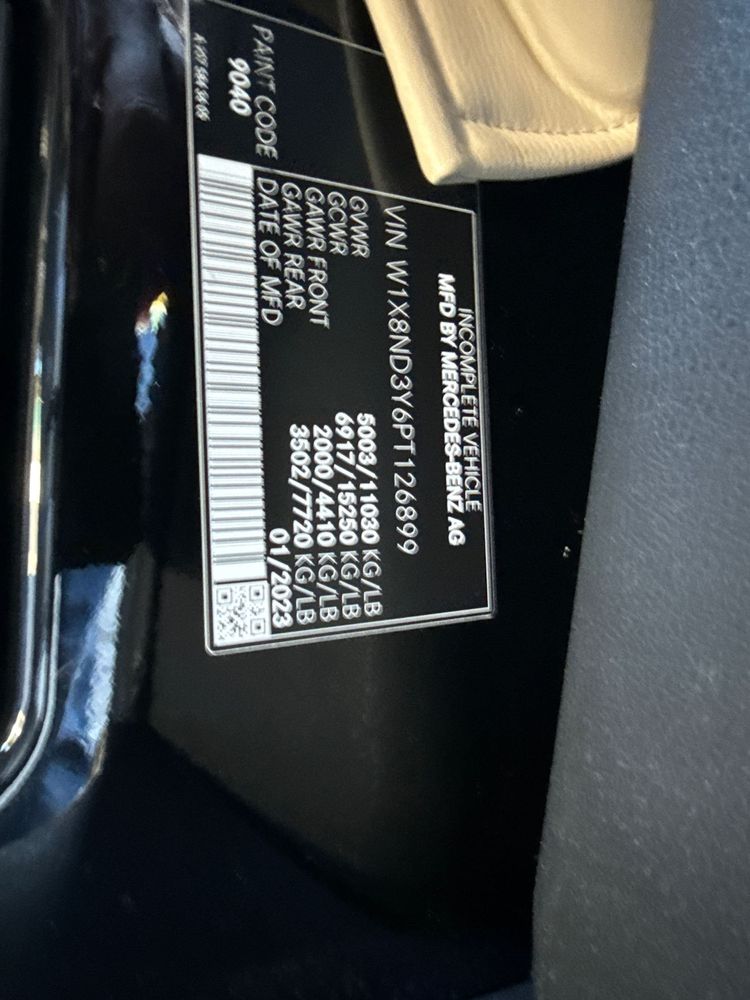 INCOMPLETE VEHICLE
MFD BY MERCEDES-BENZ AG
VIN W1X8ND3Y6PT126899
GVWR 5003/11030 KG/LB
GCWR 6917/15250 KG/LB
GAWR FRONT 2000/4410 KG/LB
GAWR REAR 3502/7720 KG/LB
DATE OF MFD 01/2023
PAINT CODE
9040